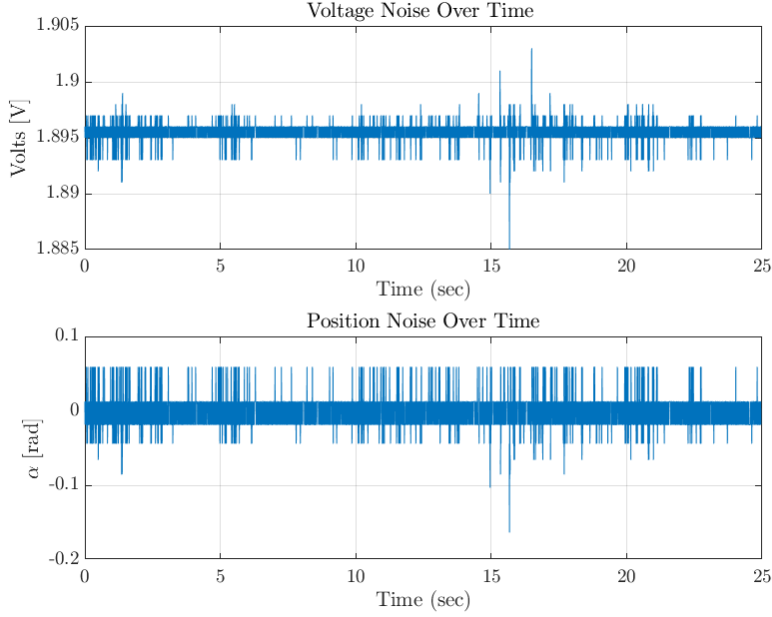 Voltage Noise Over Time
1.905
1.9
1.895
1.89
1.885
Volts [V]
0 5 10 15 20 25
Time (sec)
Position Noise Over Time
0.1
0
-0.1
-0.2
α [rad]
0 5 10 15 20 25
Time (sec)